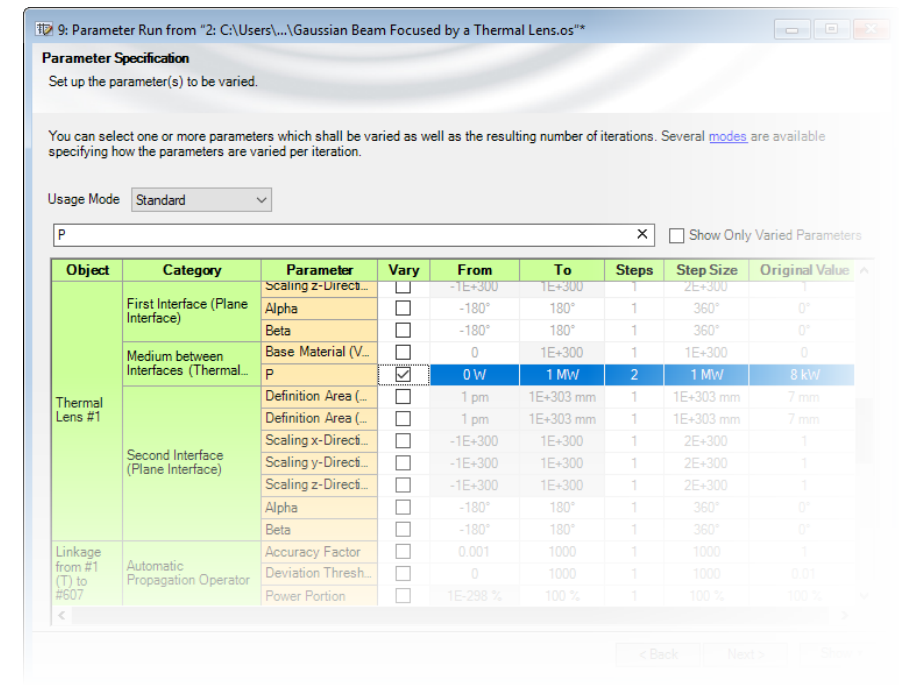 9: Parameter Run from "2: C:\Users\...\Gaussian Beam Focused by a Thermal Lens.os"*
Parameter Specification
Set up the parameter(s) to be varied.
You can select one or more parameters which shall be varied as well as the resulting number of iterations. Several modes are available
specifying how the parameters are varied per iteration.
Usage Mode Standard
P Show Only Varied Parameters
Object Category Parameter Vary From To Steps Step Size Original Value
Thermal Lens #1 First Interface (Plane Interface) Scaling z-Directi... -1E+300 1E+300 1 2E+300 1
Alpha -180° 180° 1 360° 0°
Beta -180° 180° 1 360° 0°
Medium between Interfaces (Thermal... Base Material (V... 0 1E+300 1 1E+300 0
P 0 W 1 MW 2 1 MW 8 kW
Second Interface (Plane Interface) Definition Area (... 1 pm 1E+303 mm 1 1E+303 mm 7 mm
Definition Area (... 1 pm 1E+303 mm 1 1E+303 mm 7 mm
Scaling x-Directi... -1E+300 1E+300 1 2E+300 1
Scaling y-Directi... -1E+300 1E+300 1 2E+300 1
Scaling z-Directi... -1E+300 1E+300 1 2E+300 1
Alpha -180° 180° 1 360° 0°
Beta -180° 180° 1 360° 0°
Linkage from #1 (T) to #607 Automatic Propagation Operator Accuracy Factor 0.001 1000 1 1000 1
Deviation Thresh... 0 1000 1 1000 0.01
Power Portion 1E-298 % 100 % 1 100 % 100 %
< Back Next > Show